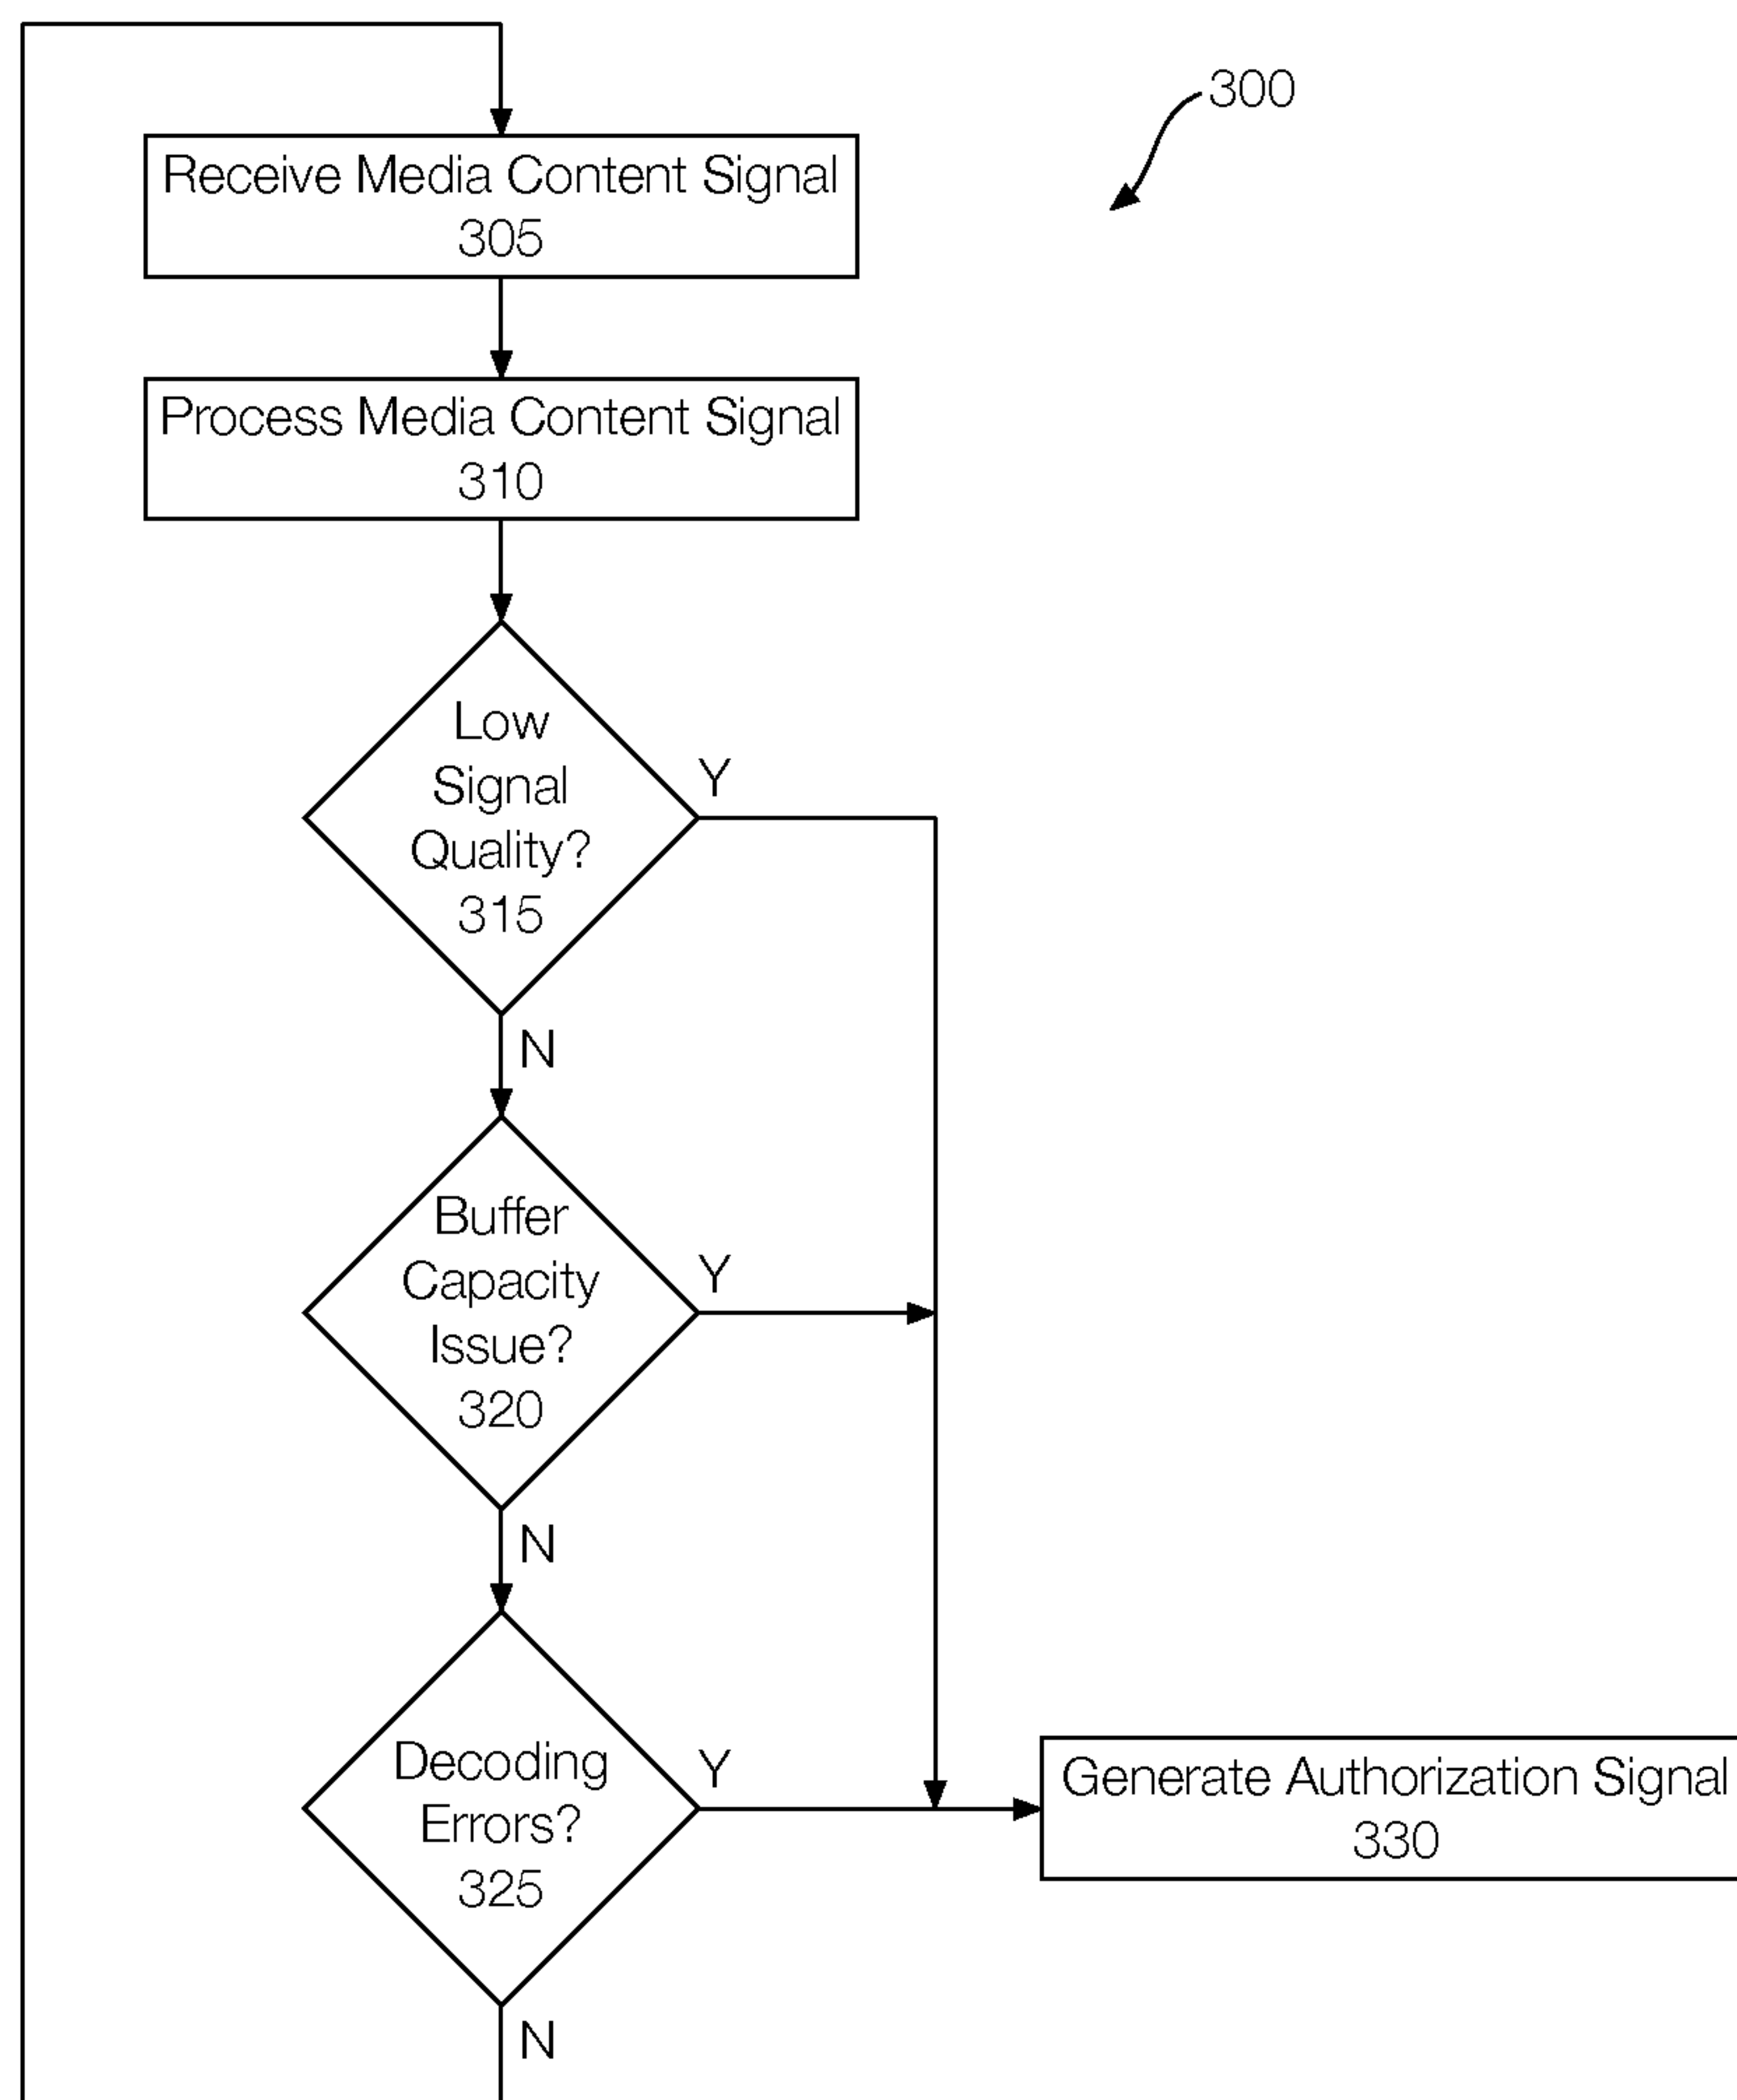 300
Receive Media Content Signal
305
Process Media Content Signal
310
Low
Signal
Quality?
315
Y
N
Buffer
Capacity
Issue?
320
Y
N
Decoding
Errors?
325
Y
Generate Authorization Signal
330
N